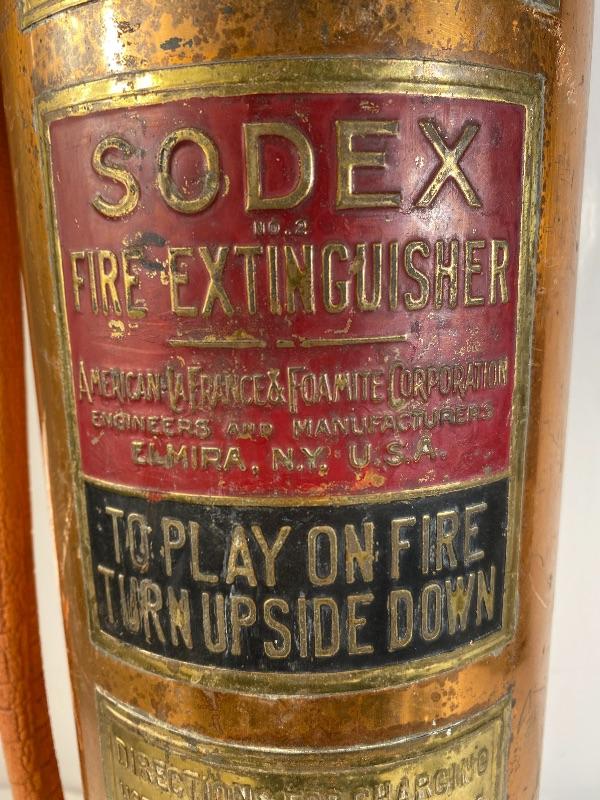 SODEX
NO. 2
FIRE EXTINGUISHER
AMERICAN-LAFRANCE & FOAMITE CORPORATION
ENGINEERS AND MANUFACTURERS
ELMIRA, N.Y. U.S.A.
TO PLAY ON FIRE
TURN UPSIDE DOWN
DIRECTIONS FOR CHARGING